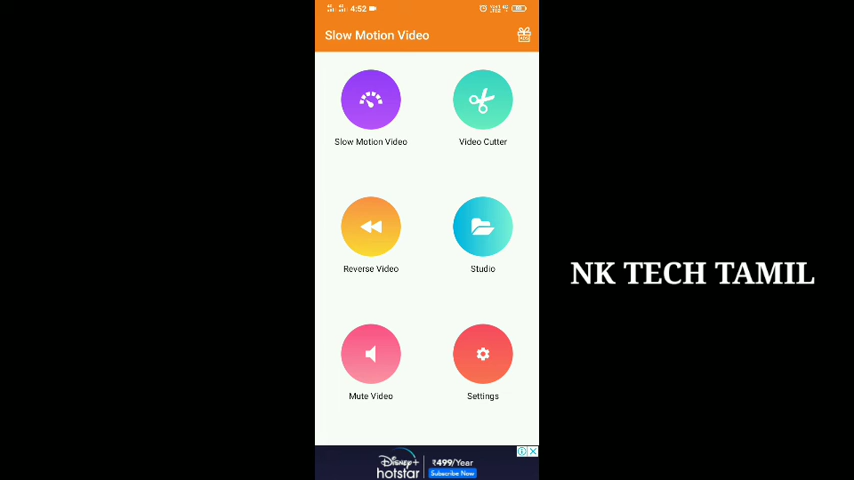 4:52
Slow Motion Video
Slow Motion Video
Video Cutter
Reverse Video
Studio
NK TECH TAMIL
Mute Video
Settings
Disney+
hotstar
₹499/Year
Subscribe Now